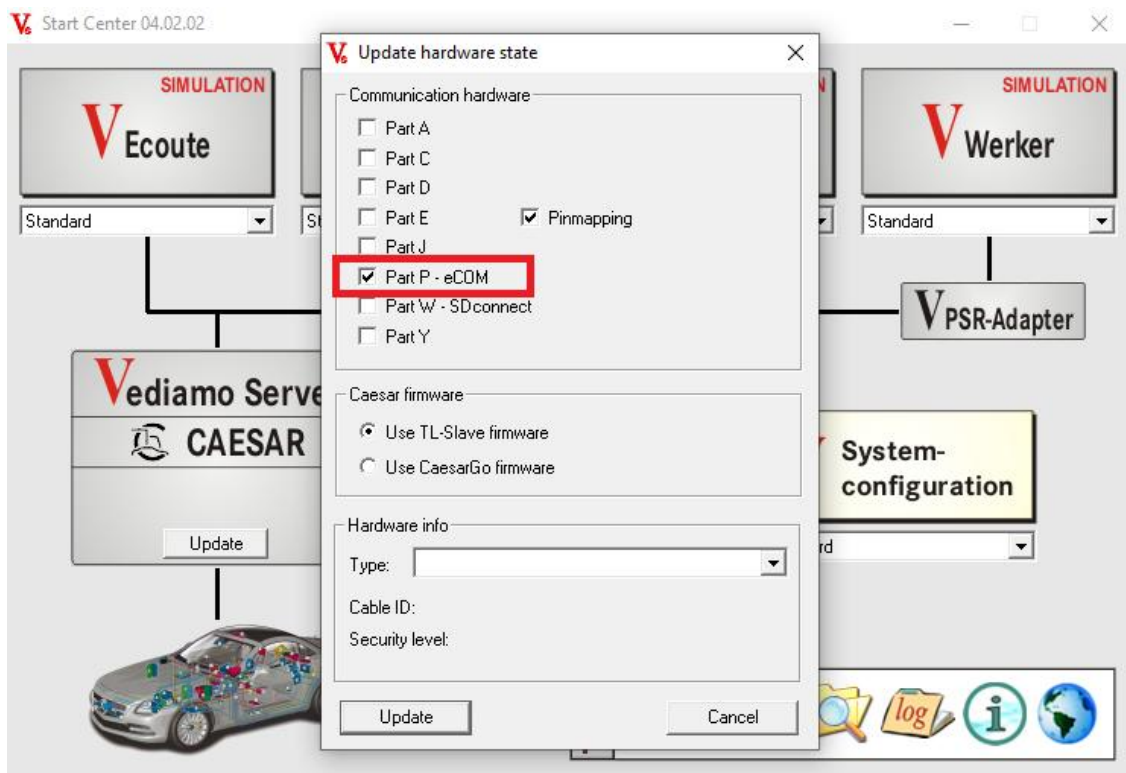 Start Center 04.02.02
Update hardware state
SIMULATION
V Ecoute
Standard
Communication hardware
Part A
Part C
Part D
Part E
Pinmapping
Part J
Part P - eCOM
Part W - SDconnect
Part Y
SIMULATION
V Werker
Standard
V PSR-Adapter
Vediamo Serve
CAESAR
Update
Caesar firmware
Use TL-Slave firmware
Use CaesarGo firmware
System-
configuration
rd
Hardware info
Type:
Cable ID:
Security level:
Update
Cancel
log
i